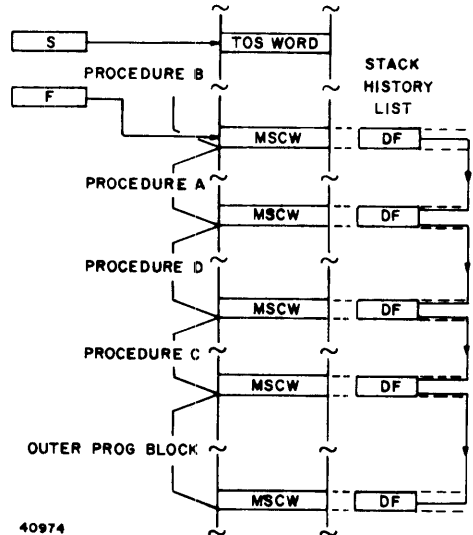 S
TOS WORD
PROCEDURE B
STACK
HISTORY
LIST
F
MSCW
DF
PROCEDURE A
MSCW
DF
PROCEDURE D
MSCW
DF
PROCEDURE C
MSCW
DF
OUTER PROG BLOCK
MSCW
DF
40974